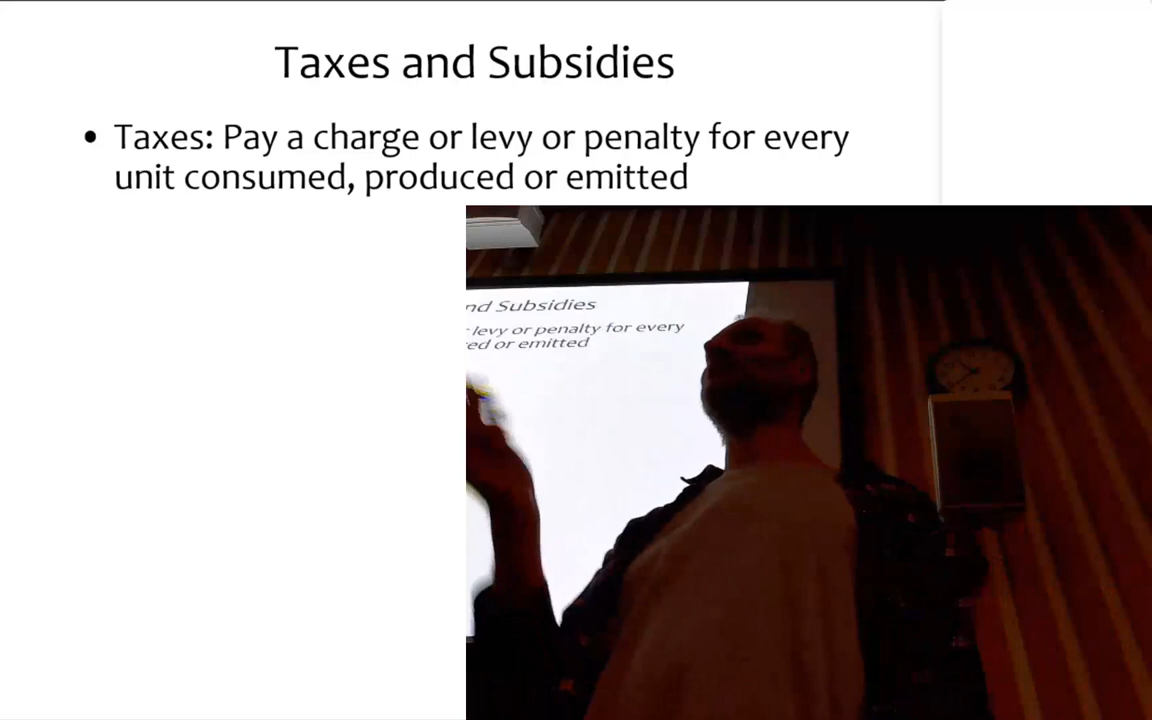 Taxes and Subsidies
• Taxes: Pay a charge or levy or penalty for every
unit consumed, produced or emitted
nd Subsidies
levy or penalty for every
ed or emitted